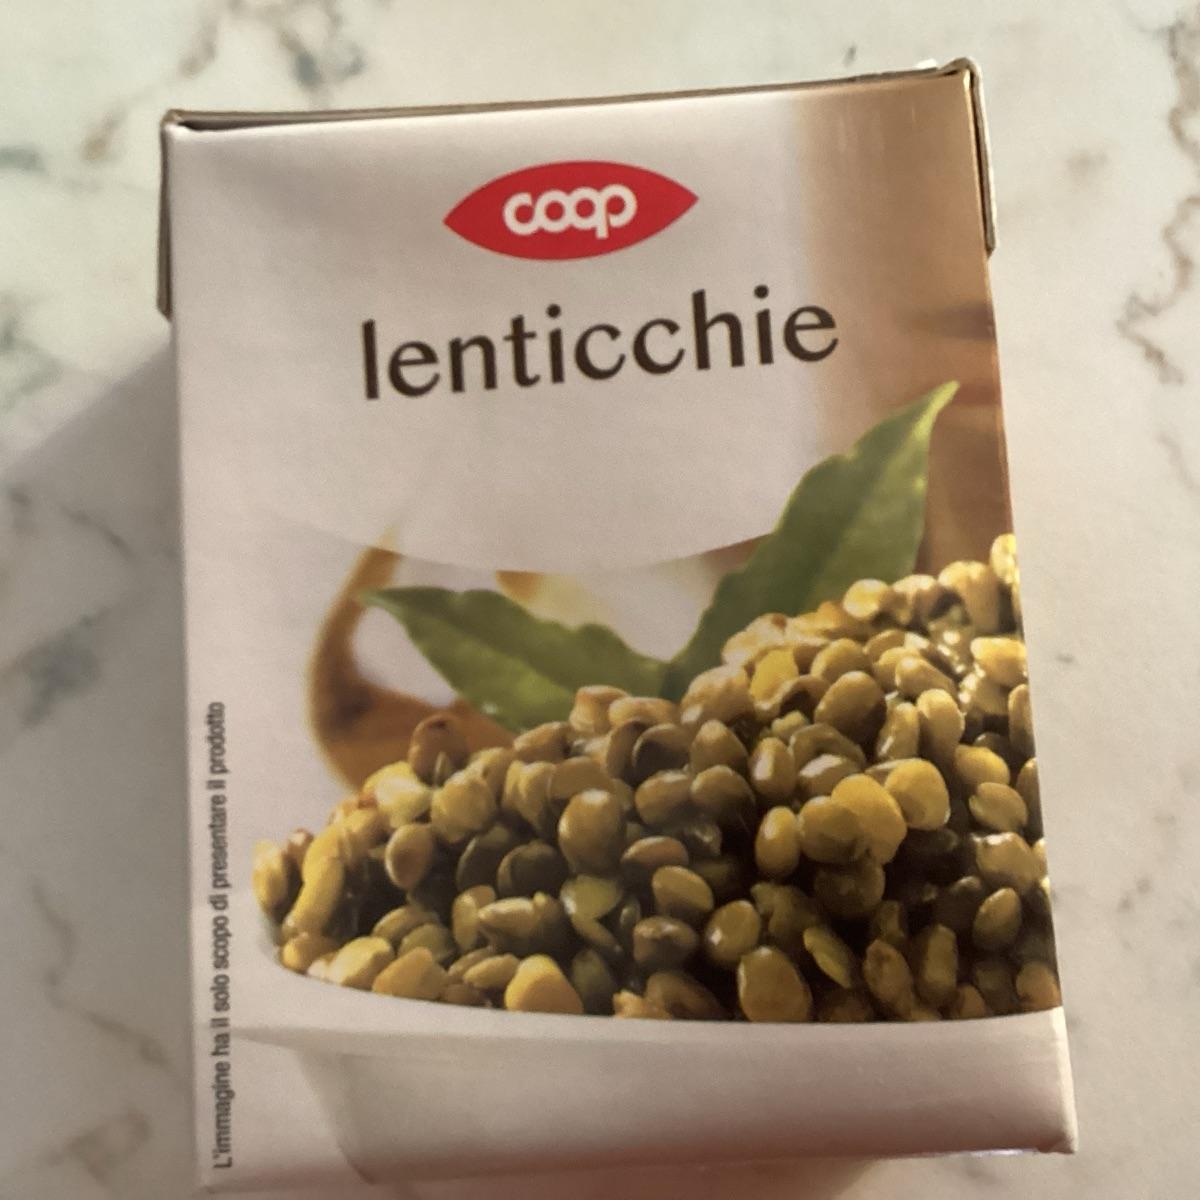 coop
lenticchie
L'immagine ha il solo scopo di presentare il prodotto